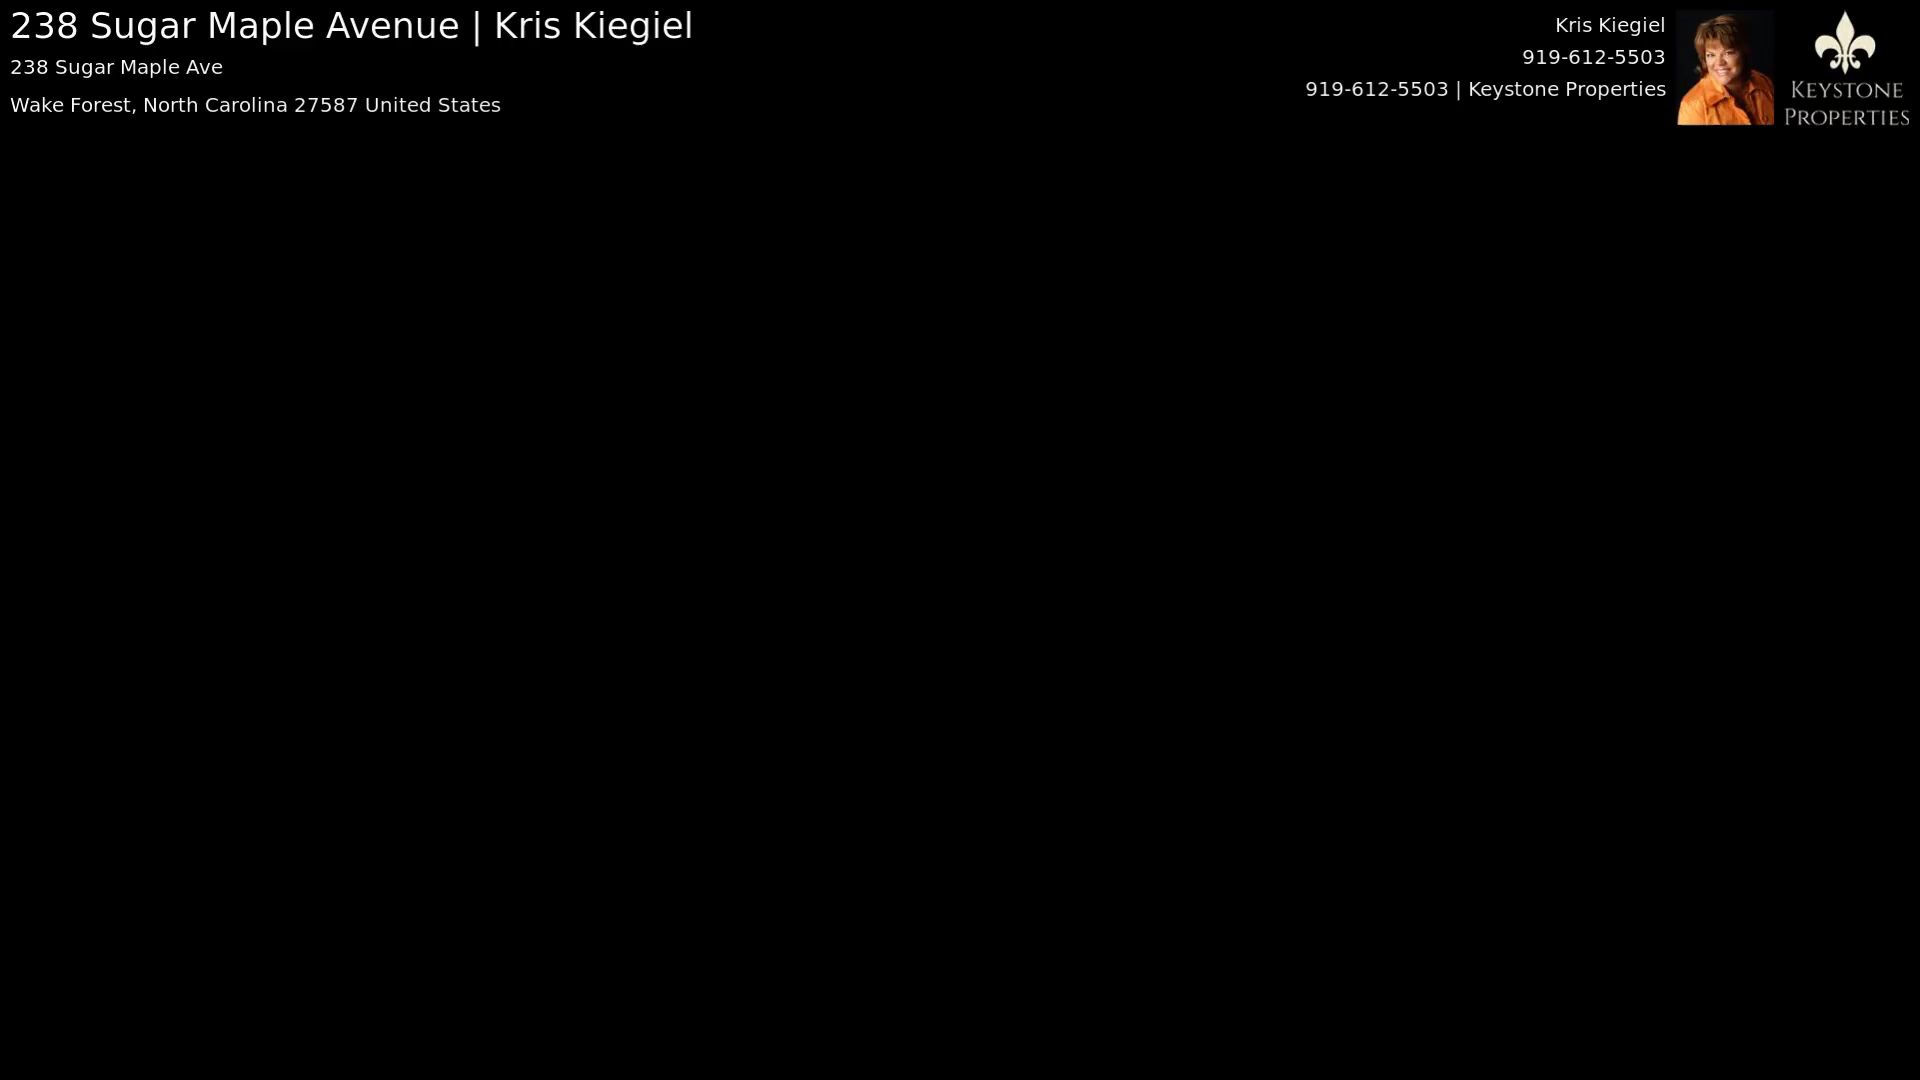 238 Sugar Maple Avenue | Kris Kiegiel
238 Sugar Maple Ave
Wake Forest, North Carolina 27587 United States
Kris Kiegiel
919-612-5503
919-612-5503 | Keystone Properties
KEYSTONE
PROPERTIES